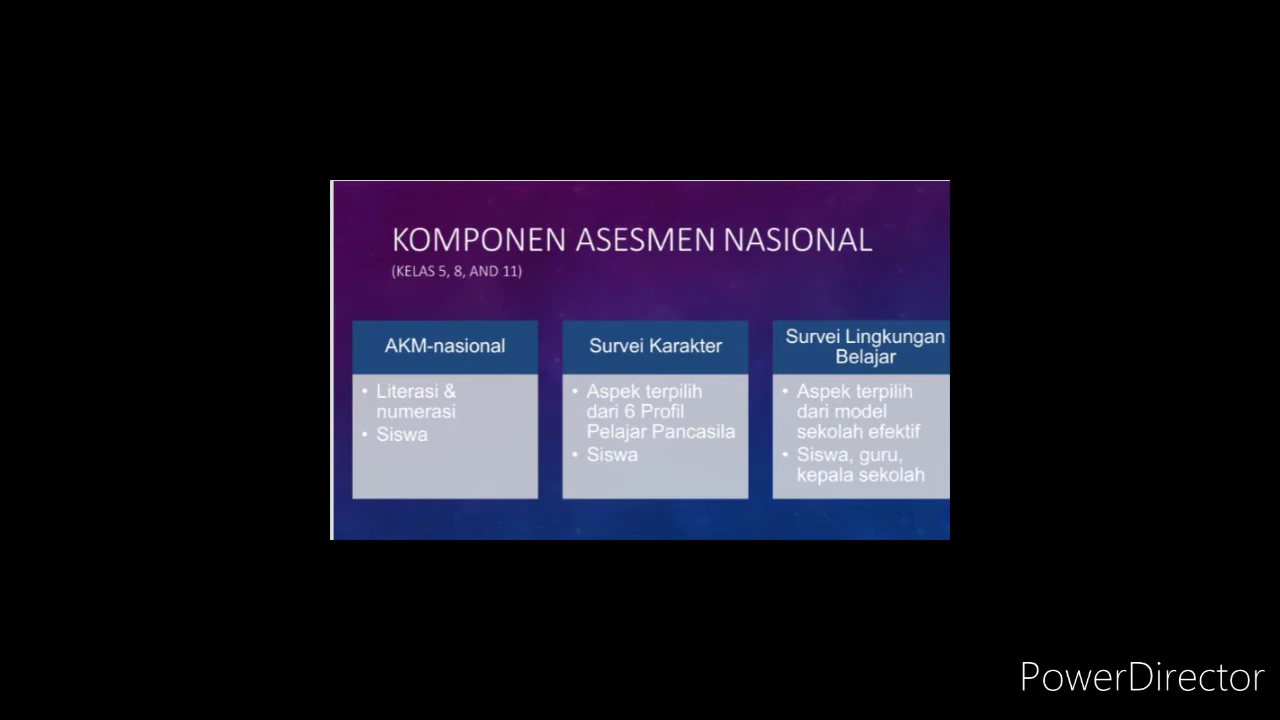 KOMPONEN ASESMEN NASIONAL
(KELAS 5, 8, AND 11)
AKM-nasional
• Literasi &
numerasi
• Siswa
Survei Karakter
• Aspek terpilih
dari 6 Profil
Pelajar Pancasila
• Siswa
Survei Lingkungan
Belajar
• Aspek terpilih
dari model
sekolah efektif
• Siswa, guru,
kepala sekolah
PowerDirector